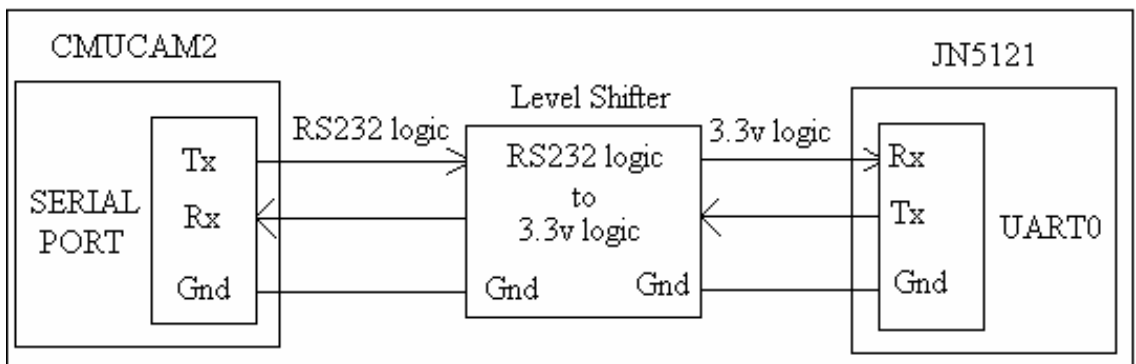 CMUCAM2
JN5121
Level Shifter
RS232 logic
3.3v logic
SERIAL
PORT
Tx
Rx
Gnd
RS232 logic
to
3.3v logic
Gnd
Gnd
Rx
Tx
Gnd
UART0